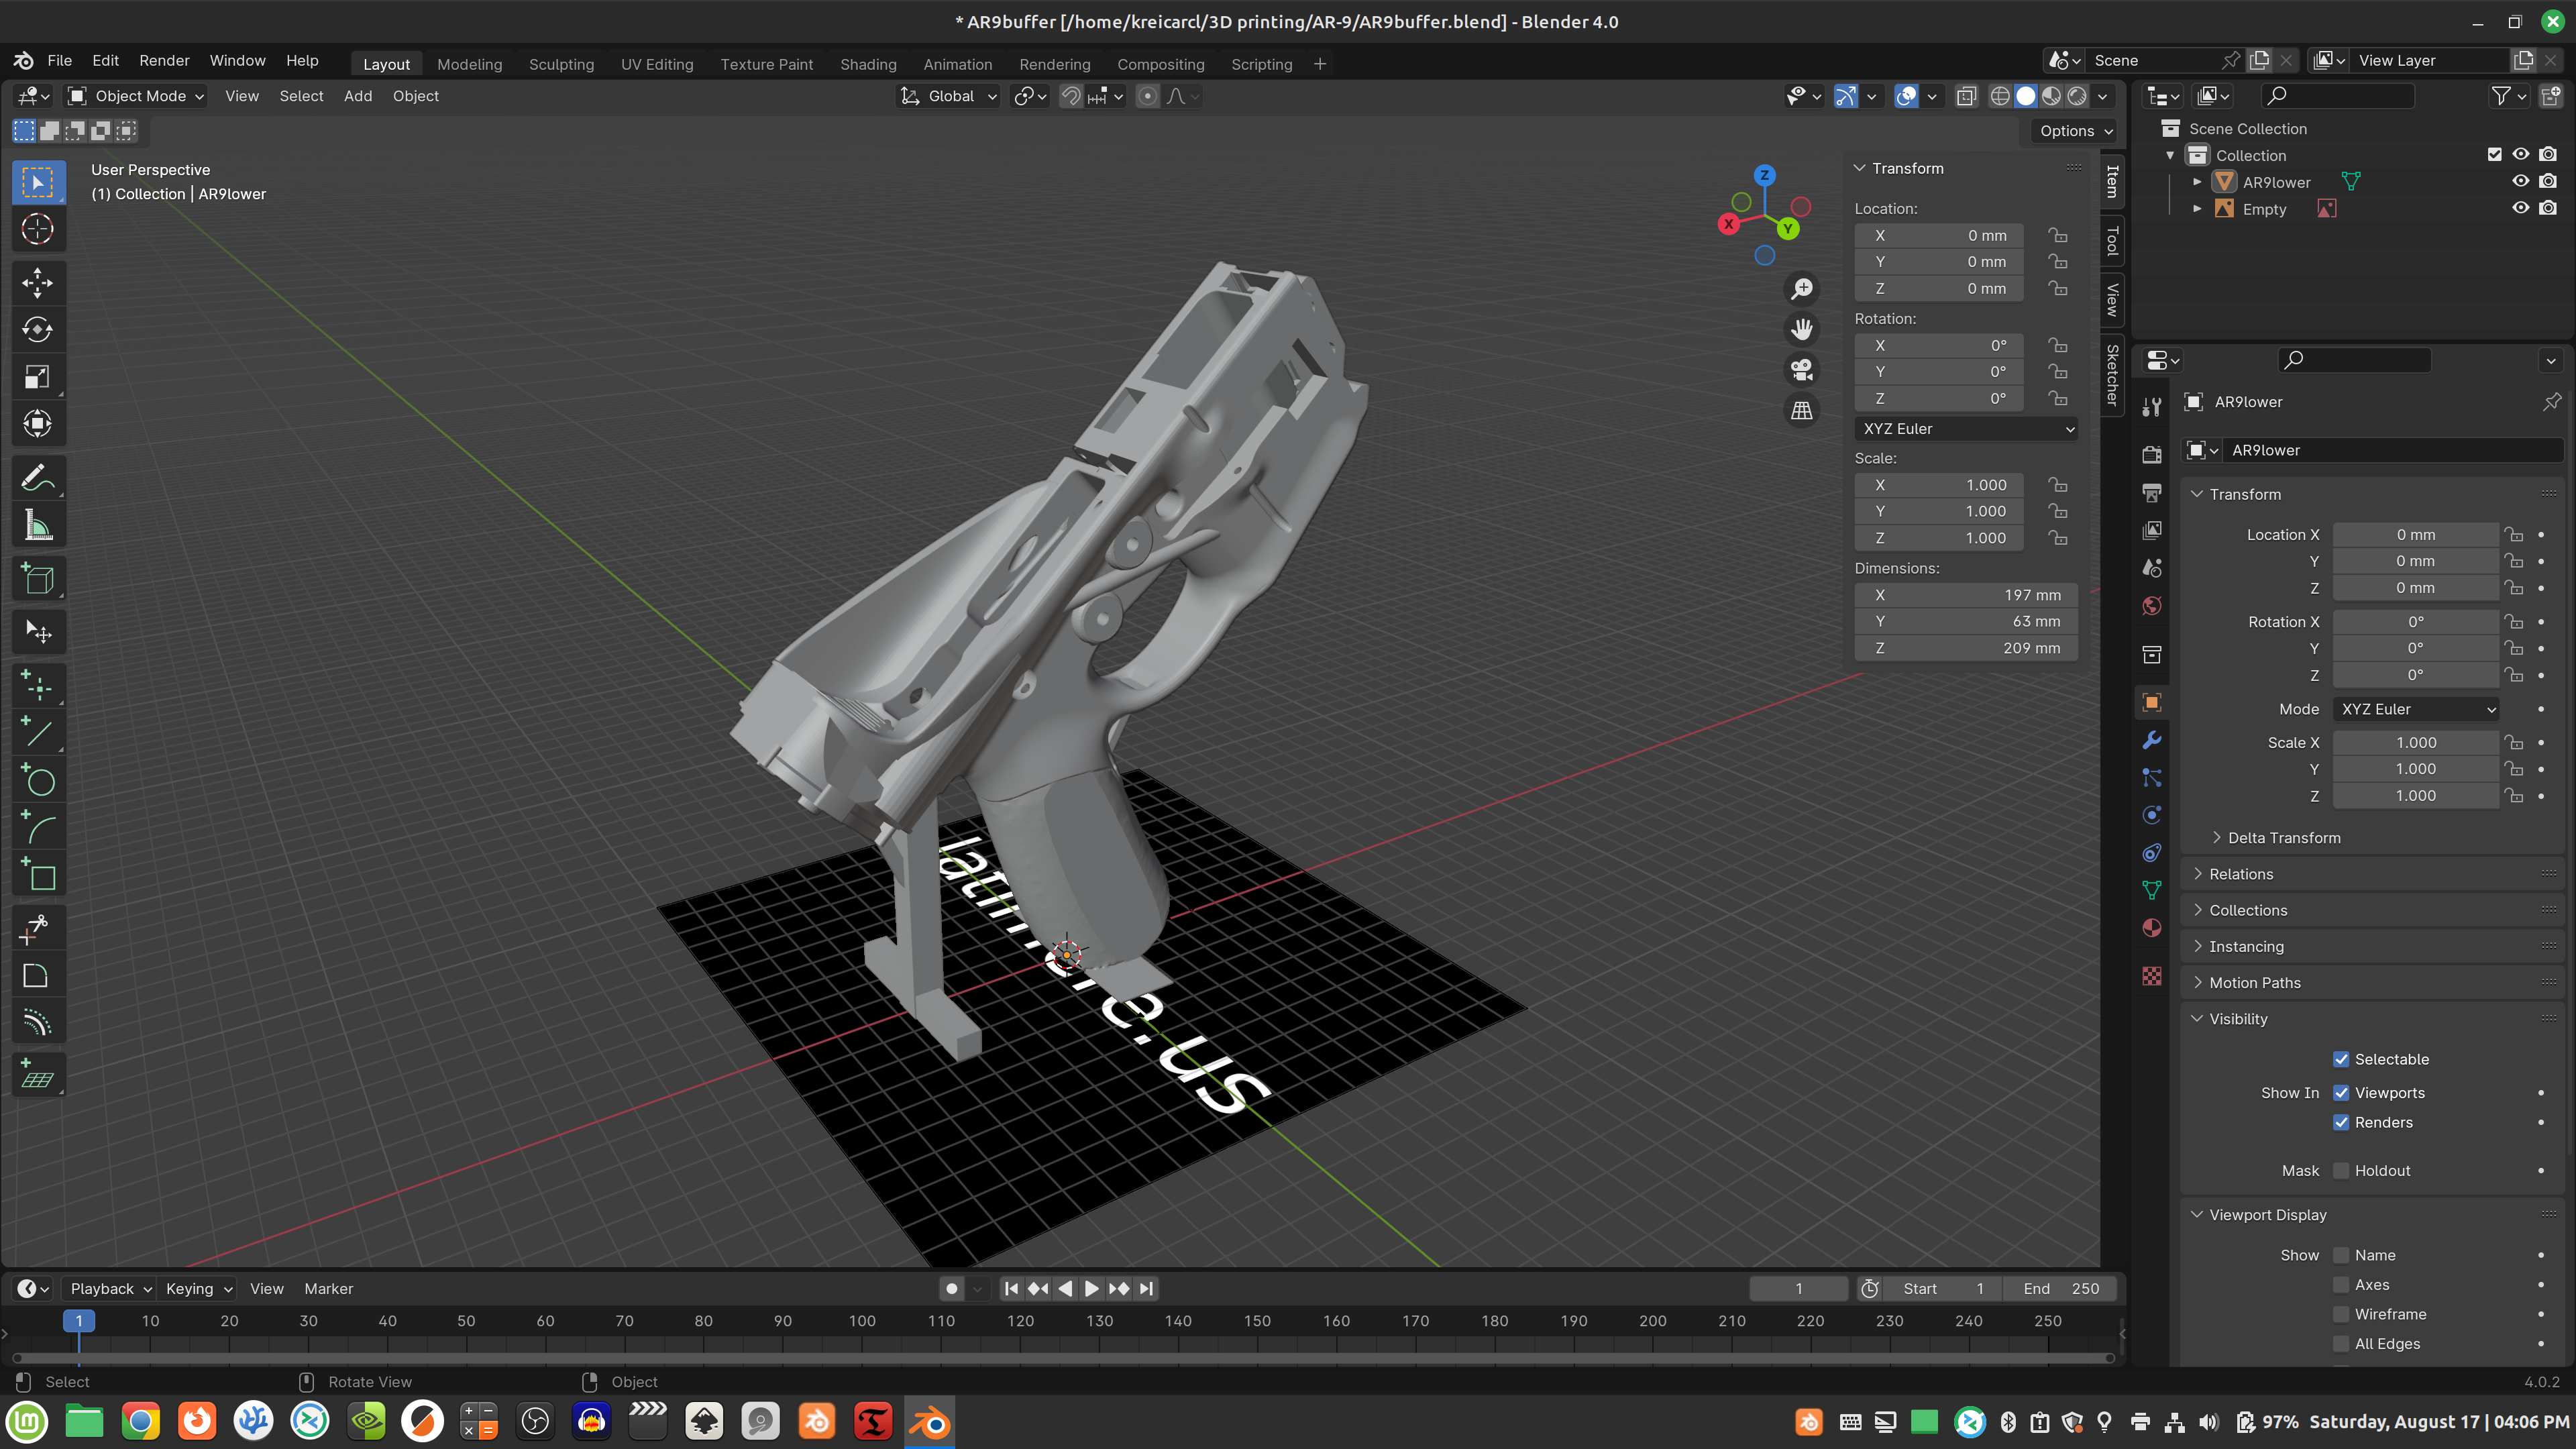 * AR9buffer [/home/kreicarcl/3D printing/AR-9/AR9buffer.blend] - Blender 4.0
File Edit Render Window Help
Layout Modeling Sculpting UV Editing Texture Paint Shading Animation Rendering Compositing Scripting +
Scene
View Layer
Object Mode View Select Add Object
Global
Options
User Perspective
(1) Collection | AR9lower
Z
X
Y
Transform
Location:
X 0 mm
Y 0 mm
Z 0 mm
Rotation:
X 0°
Y 0°
Z 0°
XYZ Euler
Scale:
X 1.000
Y 1.000
Z 1.000
Dimensions:
X 197 mm
Y 63 mm
Z 209 mm
Item
Tool
View
Sketcher
e.us
Scene Collection
Collection
AR9lower
Empty
AR9lower
AR9lower
Transform
Location X 0 mm
Y 0 mm
Z 0 mm
Rotation X 0°
Y 0°
Z 0°
Mode XYZ Euler
Scale X 1.000
Y 1.000
Z 1.000
Delta Transform
Relations
Collections
Instancing
Motion Paths
Visibility
Selectable
Show In Viewports
Renders
Mask Holdout
Viewport Display
Show Name
Axes
Wireframe
All Edges
Playback Keying View Marker
1
Start 1
End 250
1 10 20 30 40 50 60 70 80 90 100 110 120 130 140 150 160 170 180 190 200 210 220 230 240 250
Select
Rotate View
Object
4.0.2
97% Saturday, August 17 | 04:06 PM